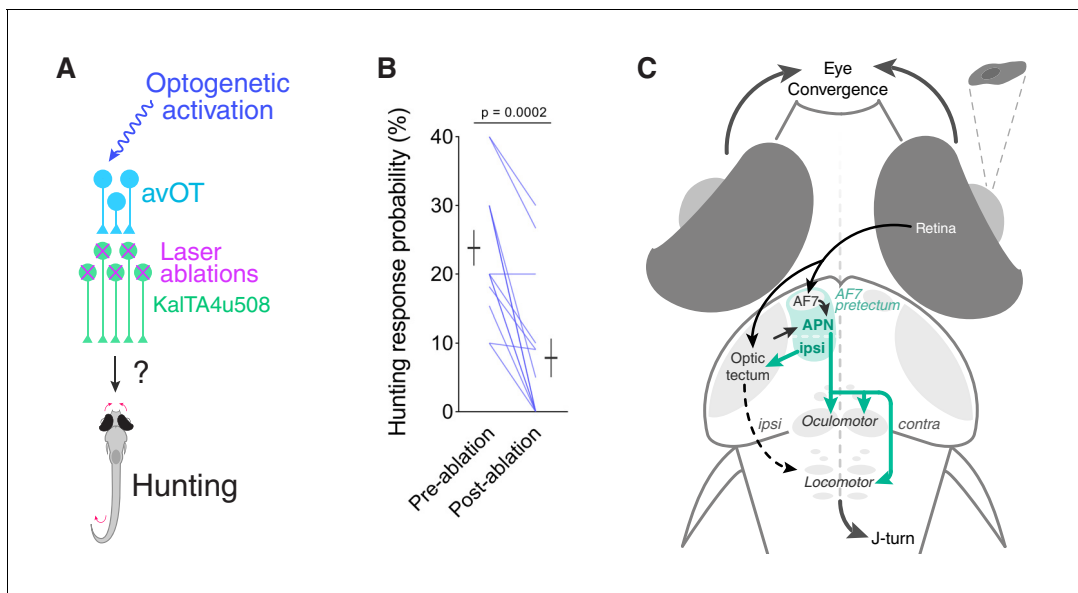 A
Optogenetic
activation
avOT
Laser
ablations
KalTA4u508
?
Hunting
B
p = 0.0002
Hunting response probability (%)
40
30
20
10
0
Pre-ablation
Post-ablation
C
Eye
Convergence
Retina
AF7
AF7
pretectum
APN
ipsi
Optic
tectum
ipsi
Oculomotor
contra
Locomotor
J-turn